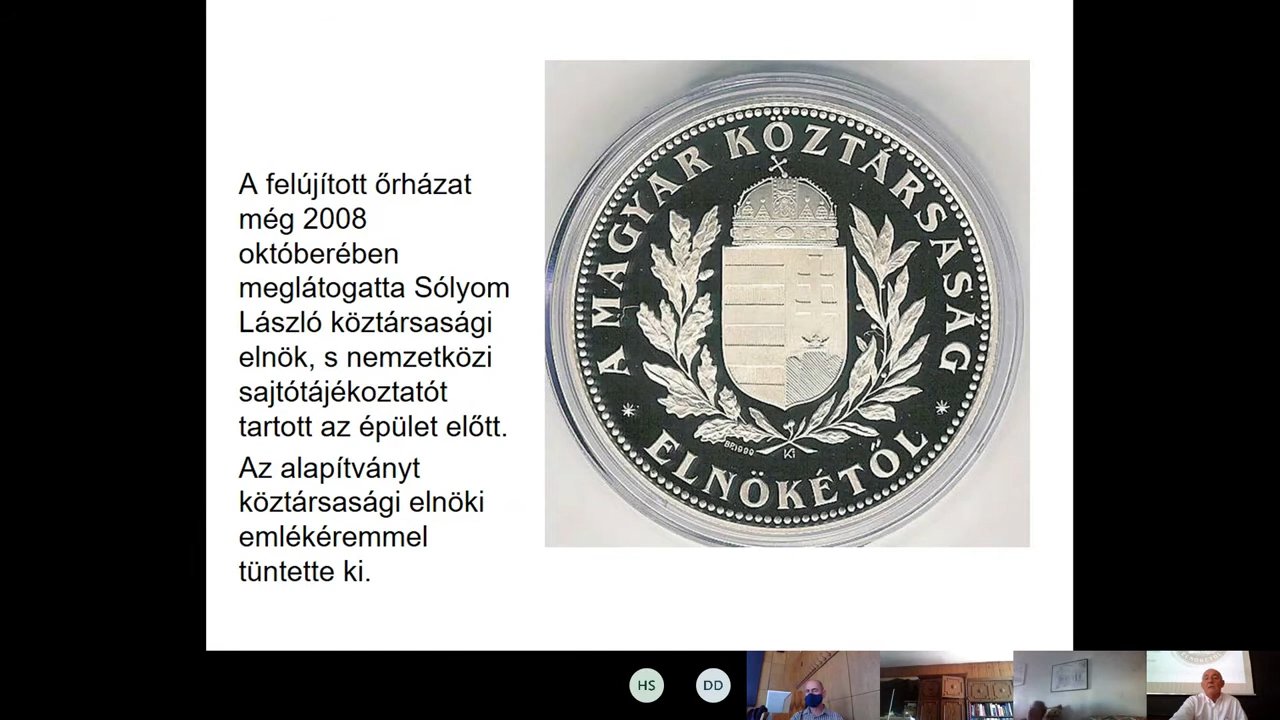 A felújított őrházat
még 2008
októberében
meglátogatta Sólyom
László köztársasági
elnök, s nemzetközi
sajtótájékoztatót
tartott az épület előtt.
Az alapítványt
köztársasági elnöki
emlékéremmel
tüntette ki.
A MAGYAR KÖZTÁRSASÁG
ELNÖKÉTŐL
HS
DD